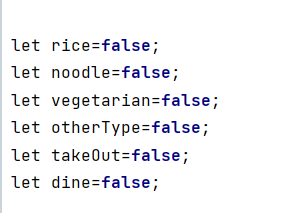 let rice=false;
let noodle=false;
let vegetarian=false;
let otherType=false;
let takeOut=false;
let dine=false;